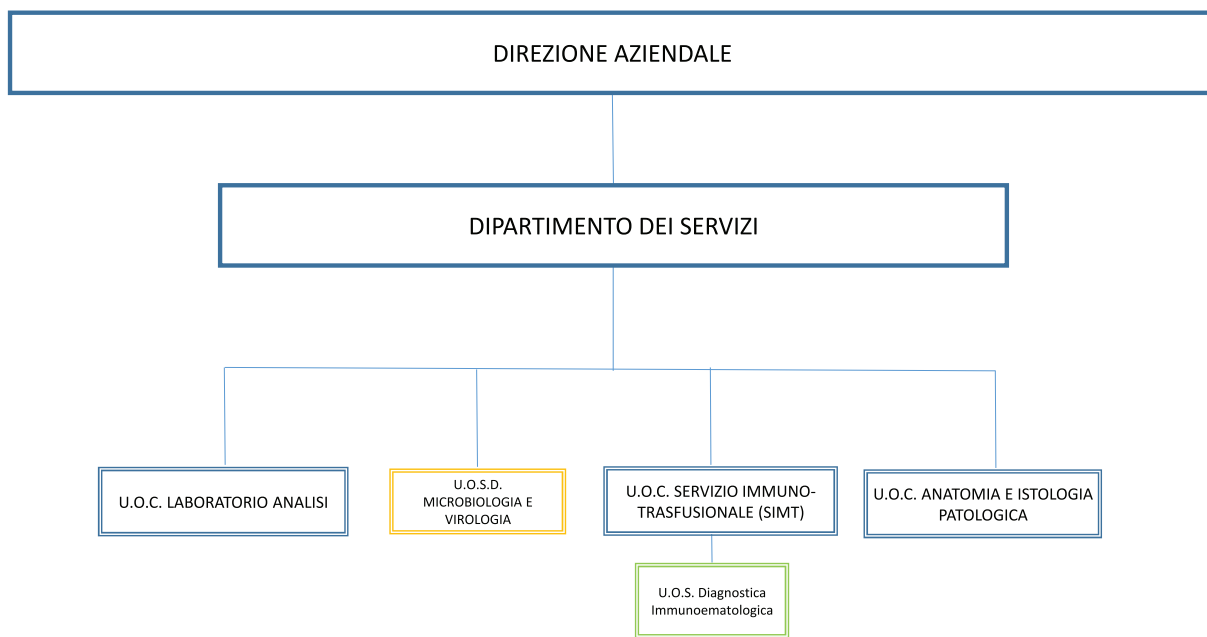 DIREZIONE AZIENDALE
DIPARTIMENTO DEI SERVIZI
U.O.C. LABORATORIO ANALISI
U.O.S.D.
MICROBIOLOGIA E
VIROLOGIA
U.O.C. SERVIZIO IMMUNO-
TRASFUSIONALE (SIMT)
U.O.C. ANATOMIA E ISTOLOGIA
PATOLOGICA
U.O.S. Diagnostica
Immunoematologica